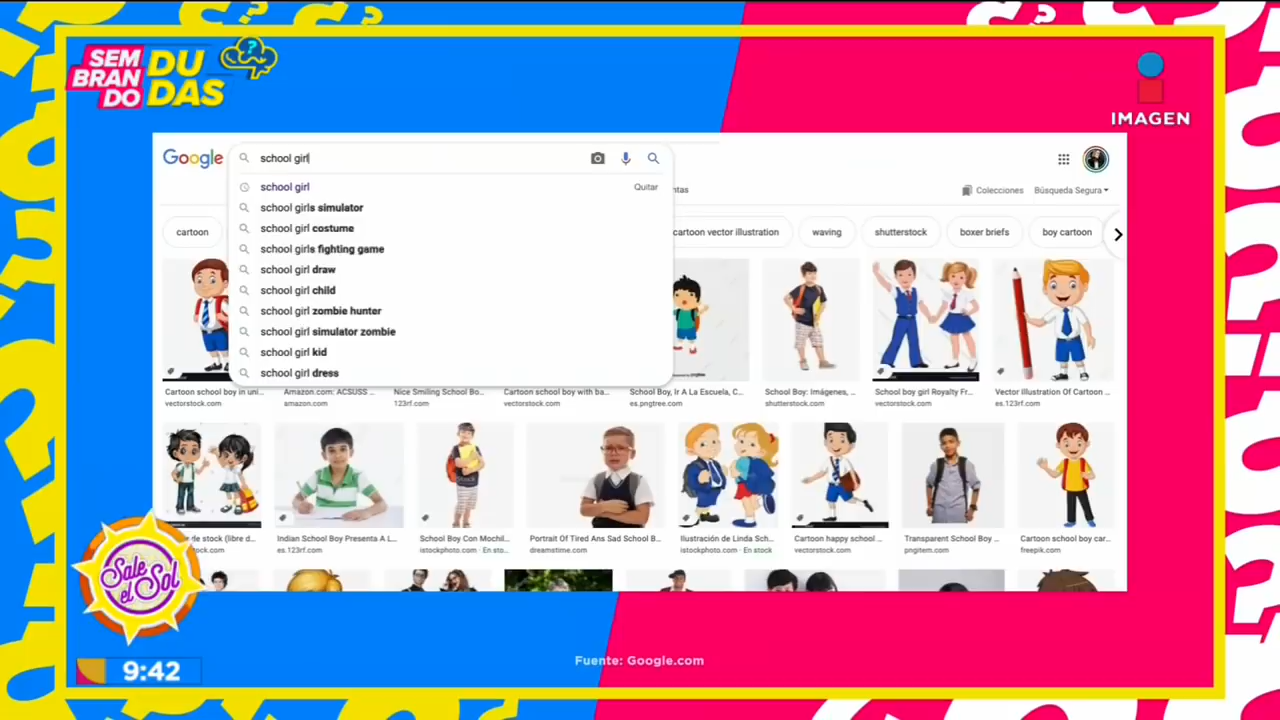 SEM
BRAN
DO
DU
DAS
?
IMAGEN
Google
school girl
school girl
Quitar
school girls simulator
school girl costume
school girls fighting game
school girl draw
school girl child
school girl zombie hunter
school girl simulator zombie
school girl kid
school girl dress
ntas
Colecciones
Búsqueda Segura
cartoon
cartoon vector illustration
waving
shutterstock
boxer briefs
boy cartoon
Cartoon school boy in uni...
vectorstock.com
Amazon.com: ACSUSS ...
amazon.com
Nice Smiling School Bo...
123rf.com
Cartoon school boy with ba...
vectorstock.com
School Boy, Ir A La Escuela, C...
es.pngtree.com
School Boy: Imágenes, ...
shutterstock.com
School boy girl Royalty Fr...
vectorstock.com
Vector Illustration Of Cartoon ...
es.123rf.com
de stock (libre d...
ock.com
Indian School Boy Presenta A L...
es.123rf.com
School Boy Con Mochil...
istockphoto.com · En sto...
Portrait Of Tired Ans Sad School B...
dreamstime.com
Ilustración de Linda Sch...
istockphoto.com · En stock
Cartoon happy school ...
vectorstock.com
Transparent School Boy ...
pngitem.com
Cartoon school boy car...
freepik.com
Sale
el Sol
9:42
Fuente: Google.com